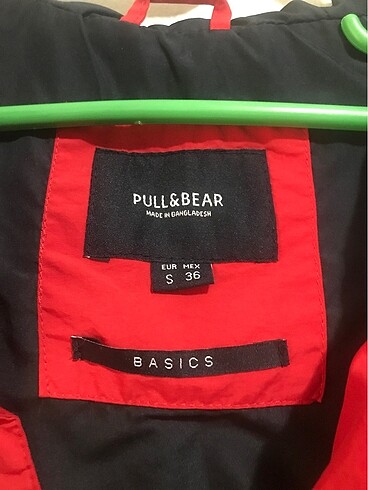 PULL&BEAR
MADE IN BANGLADESH
EUR MEX
S 36
BASICS